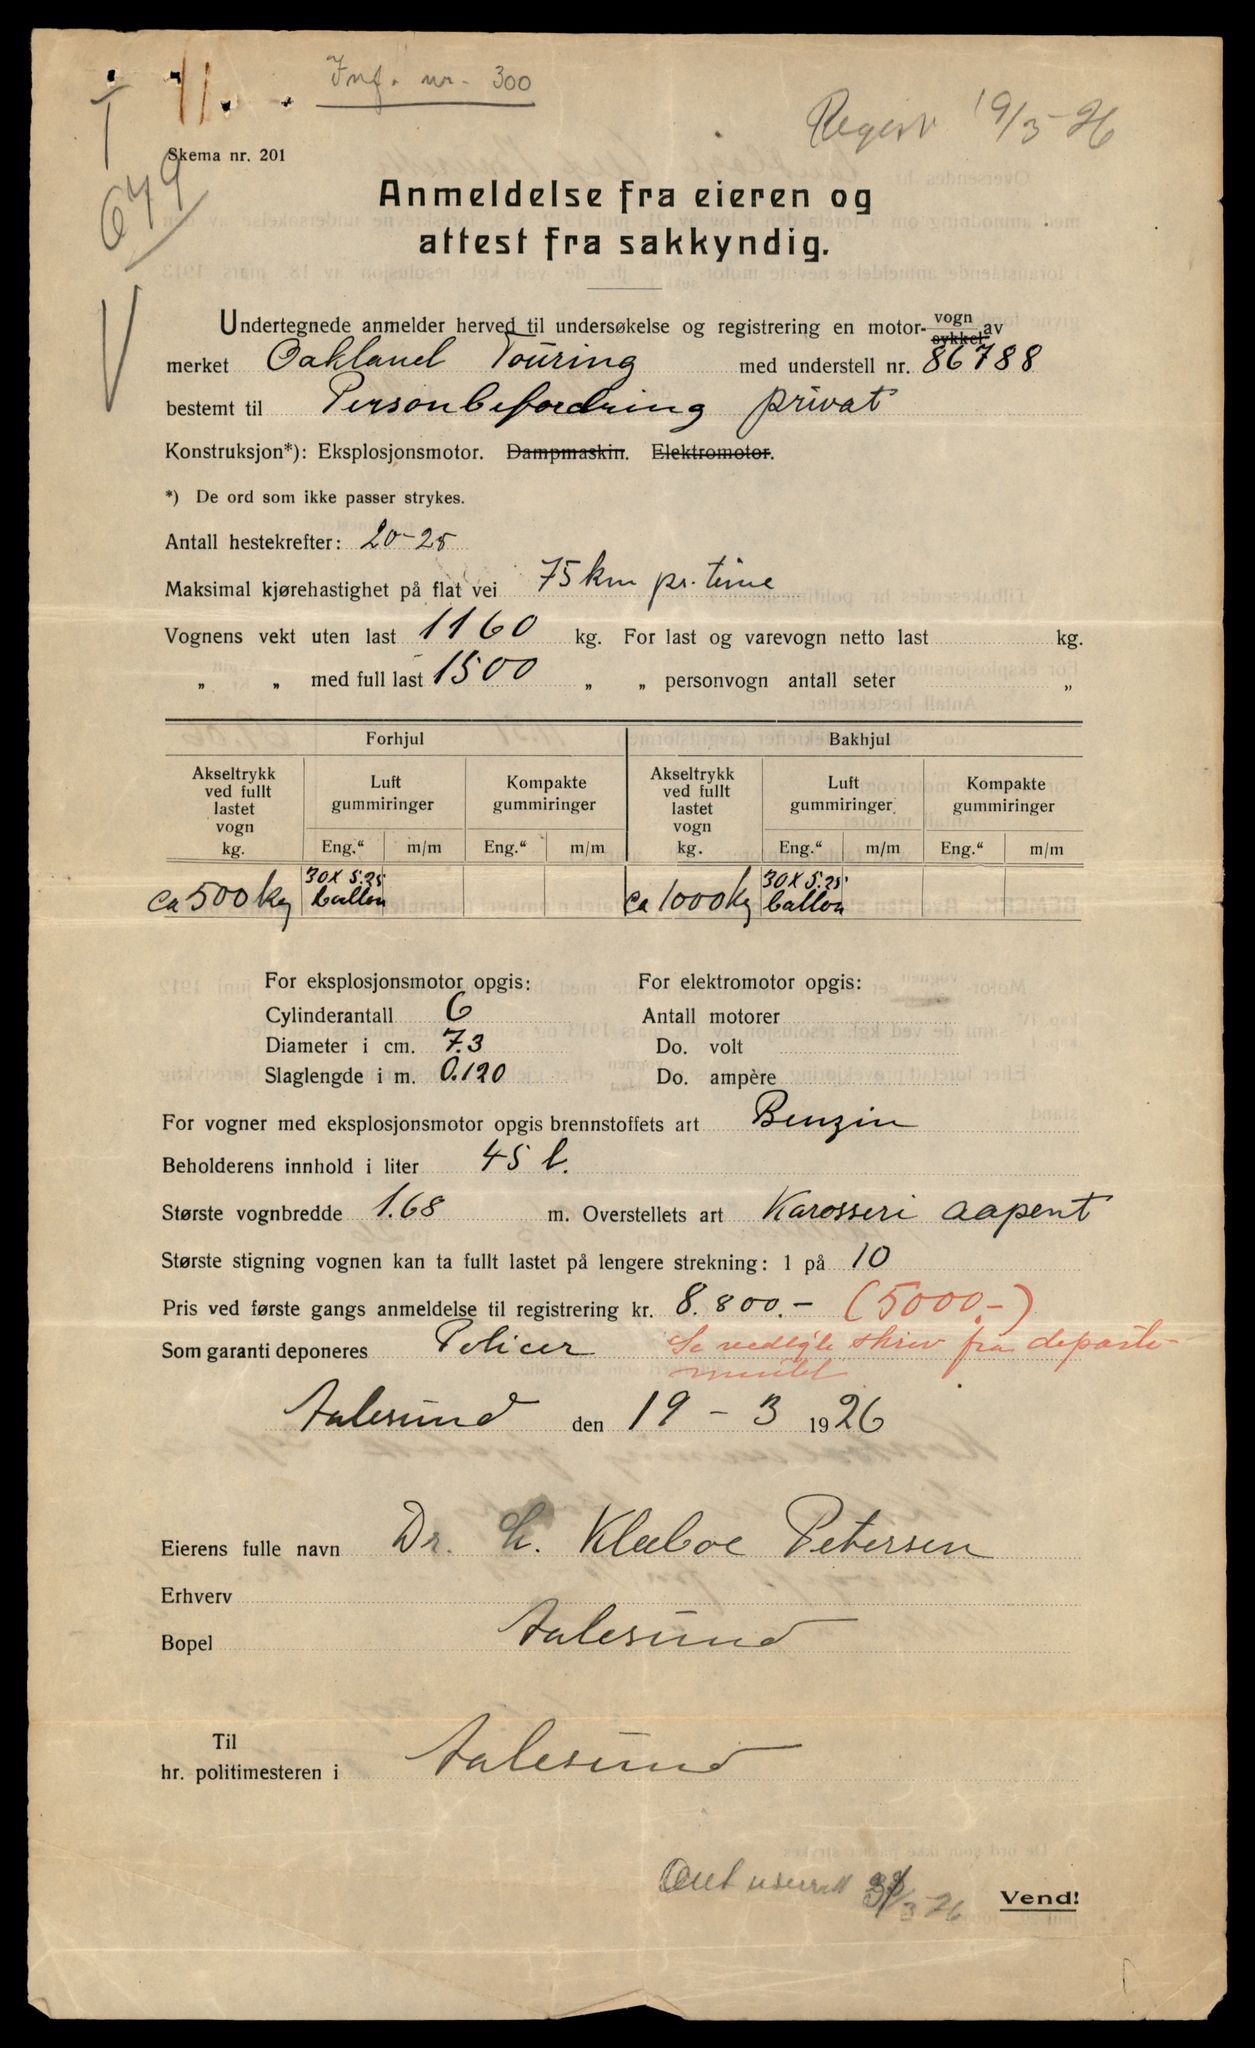 Inf. nr. 300
Regist 19/3-26
Skema nr. 201
649
Anmeldelse fra eieren og
attest fra sakkyndig.
Undertegnede anmelder herved til undersøkelse og registrering en motor- vogn sykkel av
merket Oakland Touring med understell nr. 86788
bestemt til Personbefordring privat
Konstruksjon*): Eksplosjonsmotor. Dampmaskin. Elektromotor.
*) De ord som ikke passer strykes.
Antall hestekrefter: 20-25
Maksimal kjørehastighet på flat vei 75 km pr. time
Vognens vekt uten last 1160 kg. For last og varevogn netto last kg.
„ „ med full last 1500 „ „ personvogn antall seter „
Forhjul Bakhjul
Akseltrykk ved fullt lastet vogn kg. Luft gummiringer Kompakte gummiringer Akseltrykk ved fullt lastet vogn kg. Luft gummiringer Kompakte gummiringer
Eng.“ m/m Eng.“ m/m Eng.“ m/m Eng.“ m/m
ca 500 kg 30 x 5.25 ballon ca 1000 kg 30 x 5.25 ballon
For eksplosjonsmotor opgis: For elektromotor opgis:
Cylinderantall 6 Antall motorer
Diameter i cm. 7.3 Do. volt
Slaglengde i m. 0.120 Do. ampère
For vogner med eksplosjonsmotor opgis brennstoffets art Benzin
Beholderens innhold i liter 45 l.
Største vognbredde 1.68 m. Overstellets art Karosseri aapent
Største stigning vognen kan ta fullt lastet på lengere strekning: 1 på 10
Pris ved første gangs anmeldelse til registrering kr. 8.800.- (5000.-)
Som garanti deponeres Policer Se vedlagte skriv fra departe-
mentet
Aalesund den 19 - 3 1926
Eierens fulle navn Dr. H. Klæboe Petersen
Erhverv
Bopel Aalesund
Til
hr. politimesteren i Aalesund
/3-26 Vend!